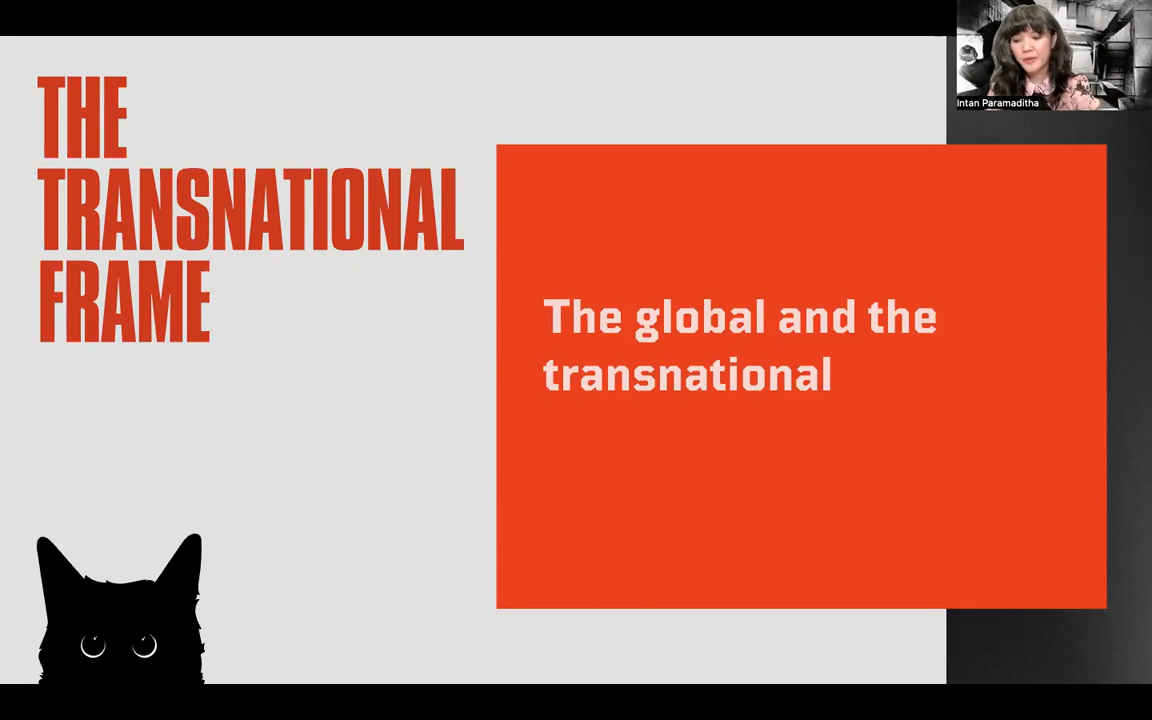 THE
TRANSNATIONAL
FRAME
The global and the
transnational
Intan Paramaditha